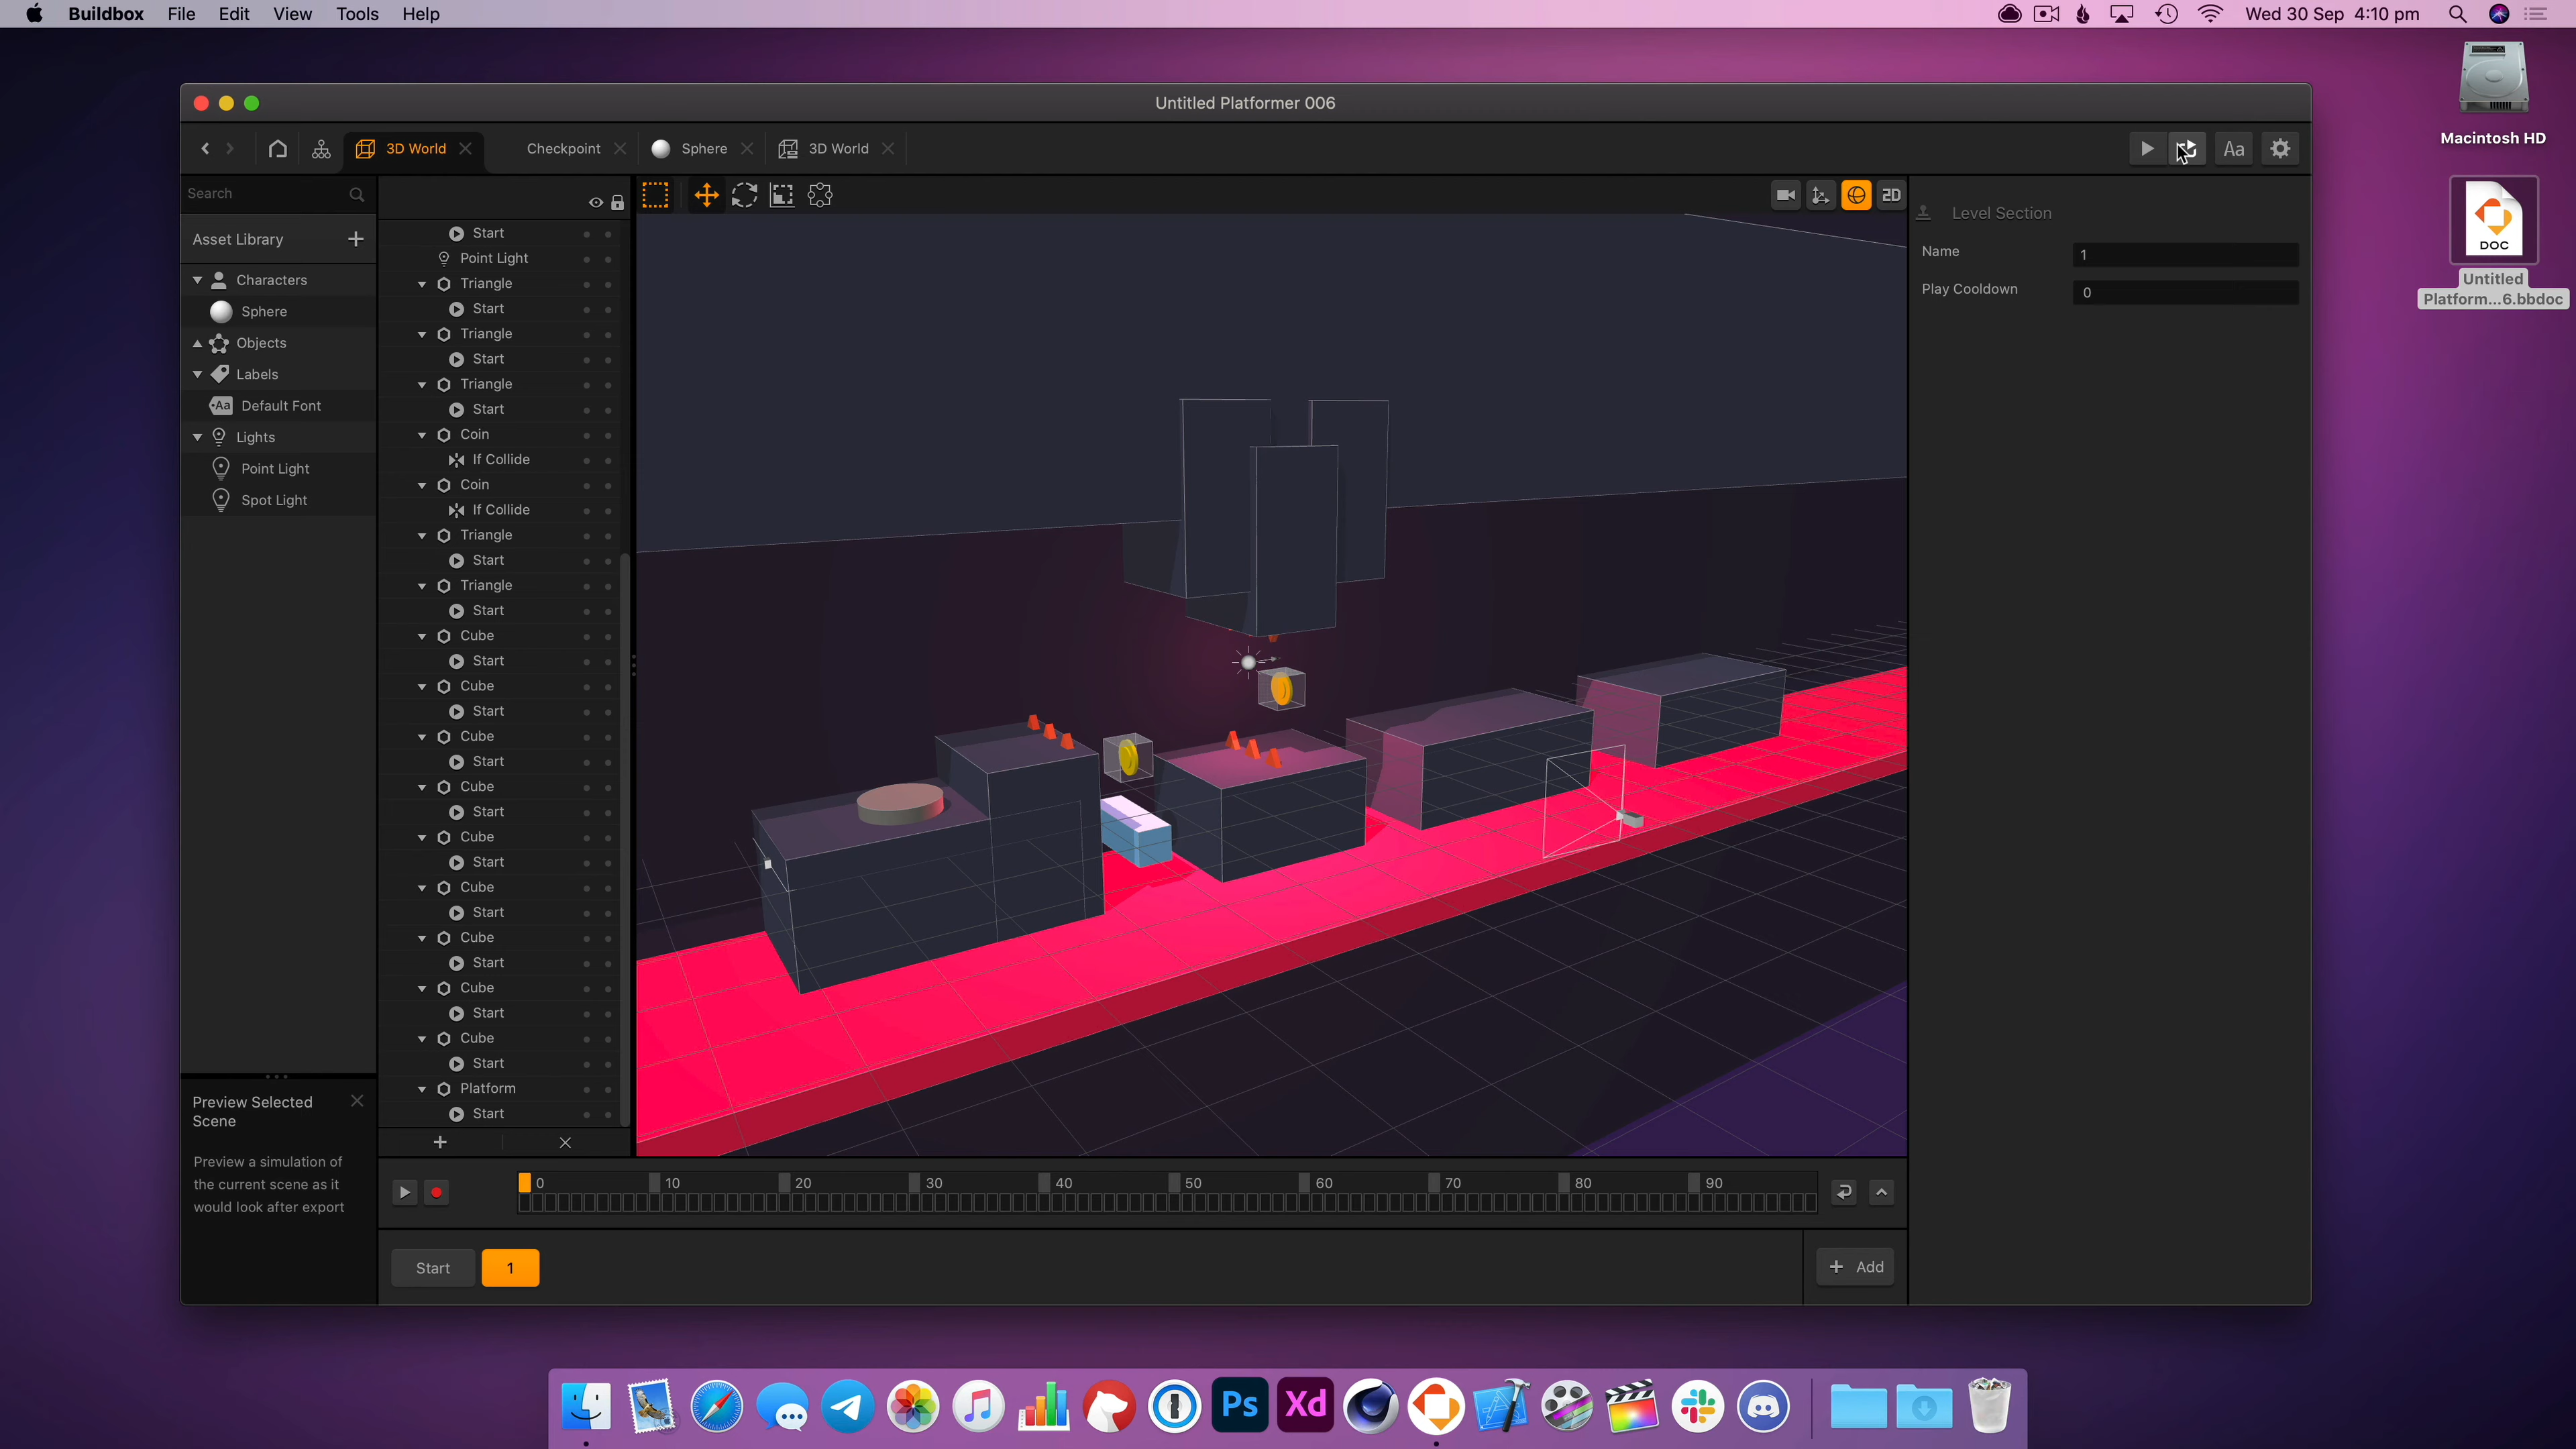 Buildbox File Edit View Tools Help
Wed 30 Sep 4:10 pm
Untitled Platformer 006
3D World
Checkpoint
Sphere
3D World
Aa
Macintosh HD
DOC
Untitled
Platform...6.bbdoc
Search
Asset Library
Characters
Sphere
Objects
Labels
Aa Default Font
Lights
Point Light
Spot Light
Start
Point Light
Triangle
Start
Triangle
Start
Triangle
Start
Coin
If Collide
Coin
If Collide
Triangle
Start
Triangle
Start
Cube
Start
Cube
Start
Cube
Start
Cube
Start
Cube
Start
Cube
Start
Cube
Start
Cube
Start
Cube
Start
Platform
Start
2D
Level Section
Name 1
Play Cooldown 0
Preview Selected
Scene
Preview a simulation of
the current scene as it
would look after export
0 10 20 30 40 50 60 70 80 90
Start 1
Add
Ps Xd